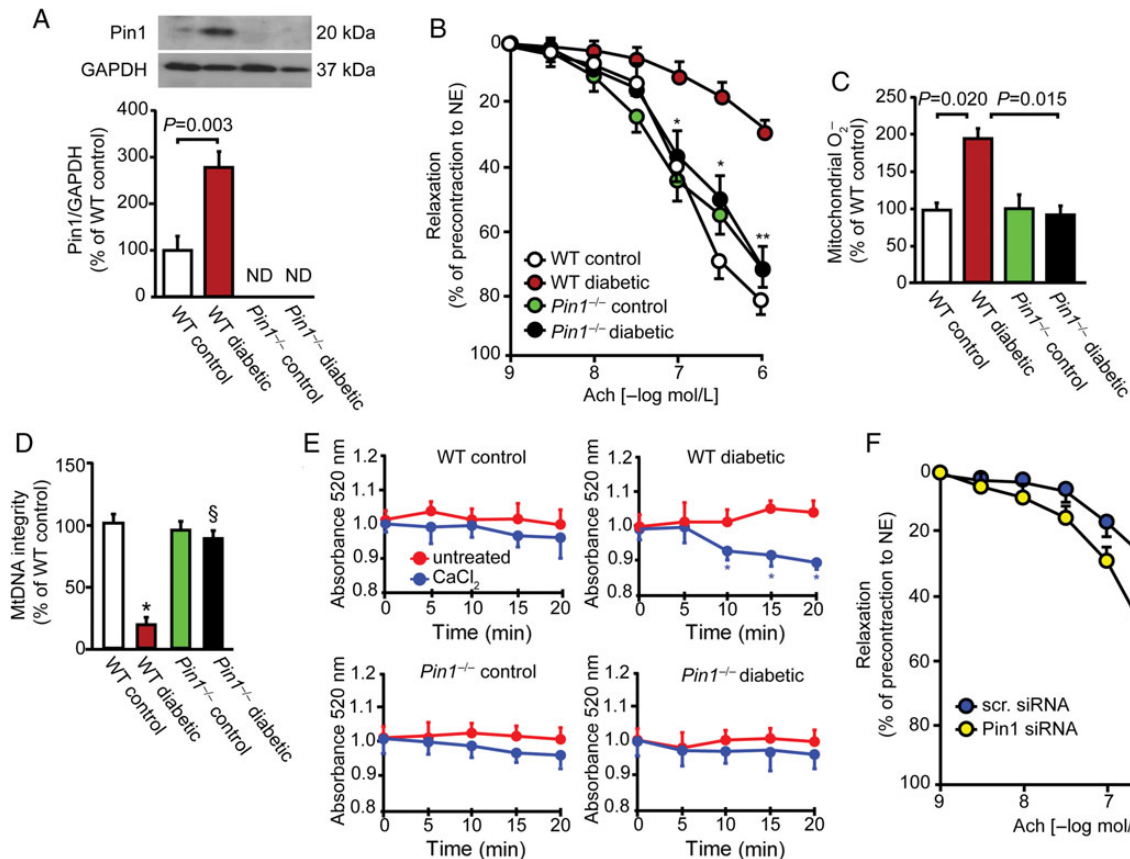 A
Pin1
20 kDa
GAPDH
37 kDa
Pin1/GAPDH
(% of WT control)
400
300
200
100
0
P=0.003
ND
ND
WT control
WT diabetic
Pin1–/– control
Pin1–/– diabetic
B
Relaxation
(% of precontraction to NE)
0
20
40
60
80
100
*
*
**
WT control
WT diabetic
Pin1–/– control
Pin1–/– diabetic
9
8
7
6
Ach [–log mol/L]
C
P=0.020
P=0.015
Mitochondrial O2–
(% of WT control)
250
200
150
100
50
0
WT control
WT diabetic
Pin1–/– control
Pin1–/– diabetic
D
MtDNA integrity
(% of WT control)
150
100
50
0
*
§
WT control
WT diabetic
Pin1–/– control
Pin1–/– diabetic
E
WT control
Absorbance 520 nm
1.2
1.1
1.0
0.9
0.8
untreated
CaCl2
0
5
10
15
20
Time (min)
WT diabetic
Absorbance 520 nm
1.2
1.1
1.0
0.9
0.8
*
*
*
0
5
10
15
20
Time (min)
Pin1–/– control
Absorbance 520 nm
1.2
1.1
1.0
0.9
0.8
0
5
10
15
20
Time (min)
Pin1–/– diabetic
Absorbance 520 nm
1.2
1.1
1.0
0.9
0.8
0
5
10
15
20
Time (min)
F
Relaxation
(% of precontraction to NE)
0
20
40
60
80
100
scr. siRNA
Pin1 siRNA
9
8
7
Ach [–log mol/